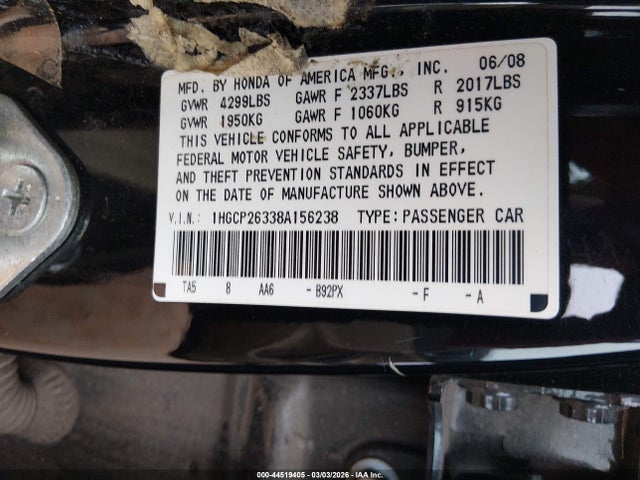 MFD. BY HONDA OF AMERICA MFG., INC. 06/08
GVWR 4299LBS GAWR F 2337LBS R 2017LBS
GVWR 1950KG GAWR F 1060KG R 915KG
THIS VEHICLE CONFORMS TO ALL APPLICABLE
FEDERAL MOTOR VEHICLE SAFETY, BUMPER,
AND THEFT PREVENTION STANDARDS IN EFFECT
ON THE DATE OF MANUFACTURE SHOWN ABOVE.
V.I.N.: 1HGCP26338A156238 TYPE:PASSENGER CAR
TA5 8 AA6 - B92PX - F - A
000-44519405 - 03/03/2026 - IAA Inc.